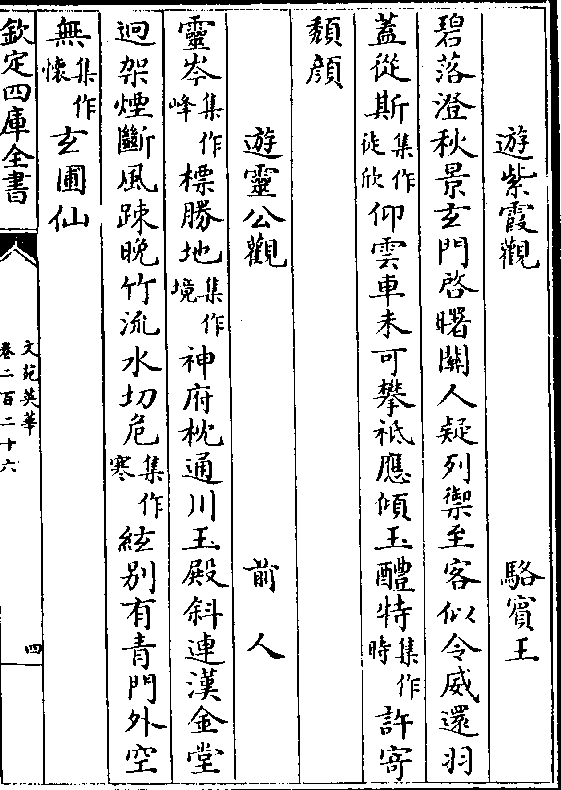 遊紫霞觀 駱賓王
碧落澄秋景玄門啓曙關人疑列禦至客似令威還羽
蓋從斯集作徒欣仰雲車未可攀祗應傾玉醴特集作時許寄
頹顔
遊靈公觀 前人
靈岑集作峰標勝地集作境神府枕通川玉殿斜連漢金堂
迥架煙斷風踈晚竹流水切危集作寒絃別有青門外空
無集作懷玄圃仙
欽定四庫全書
文苑英華
卷二百二十六
四